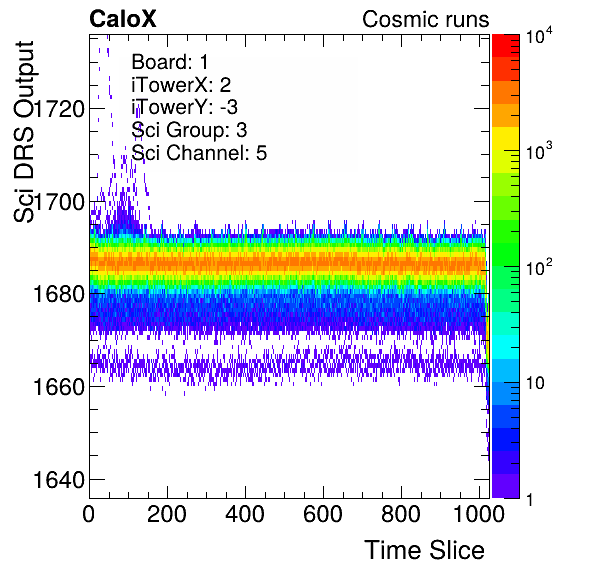 CaloX Cosmic runs
Sci DRS Output
Board: 1
iTowerX: 2
iTowerY: -3
Sci Group: 3
Sci Channel: 5
1720
1700
1680
1660
1640
0 200 400 600 800 1000
Time Slice
10^4
10^3
10^2
10
1